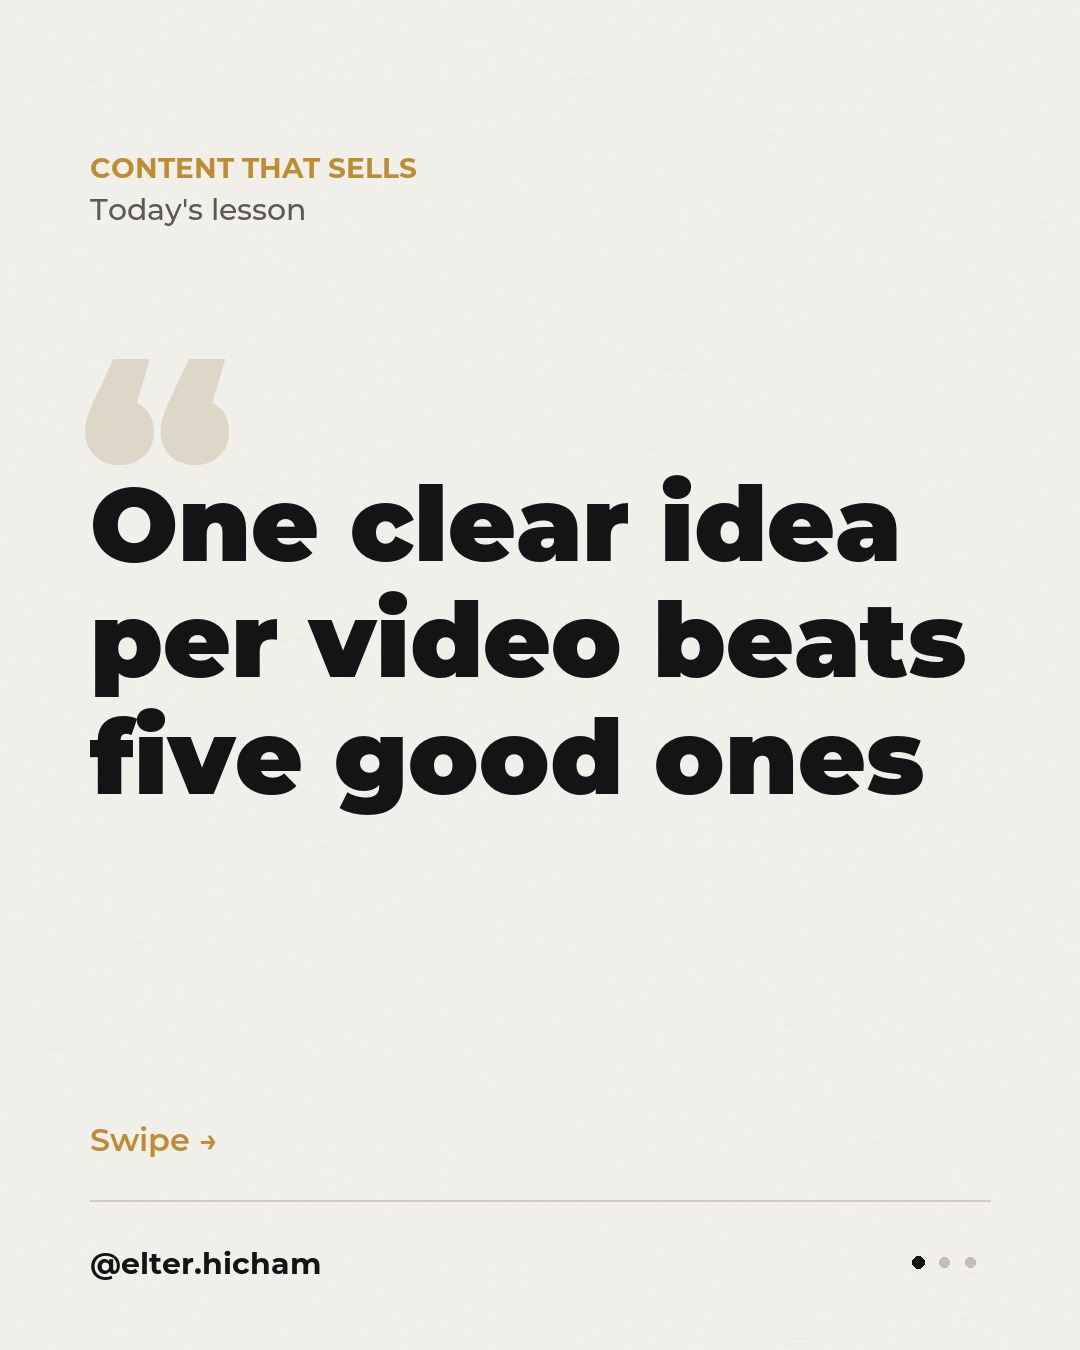 CONTENT THAT SELLS
Today's lesson
“
One clear idea
per video beats
five good ones
Swipe →
@elter.hicham